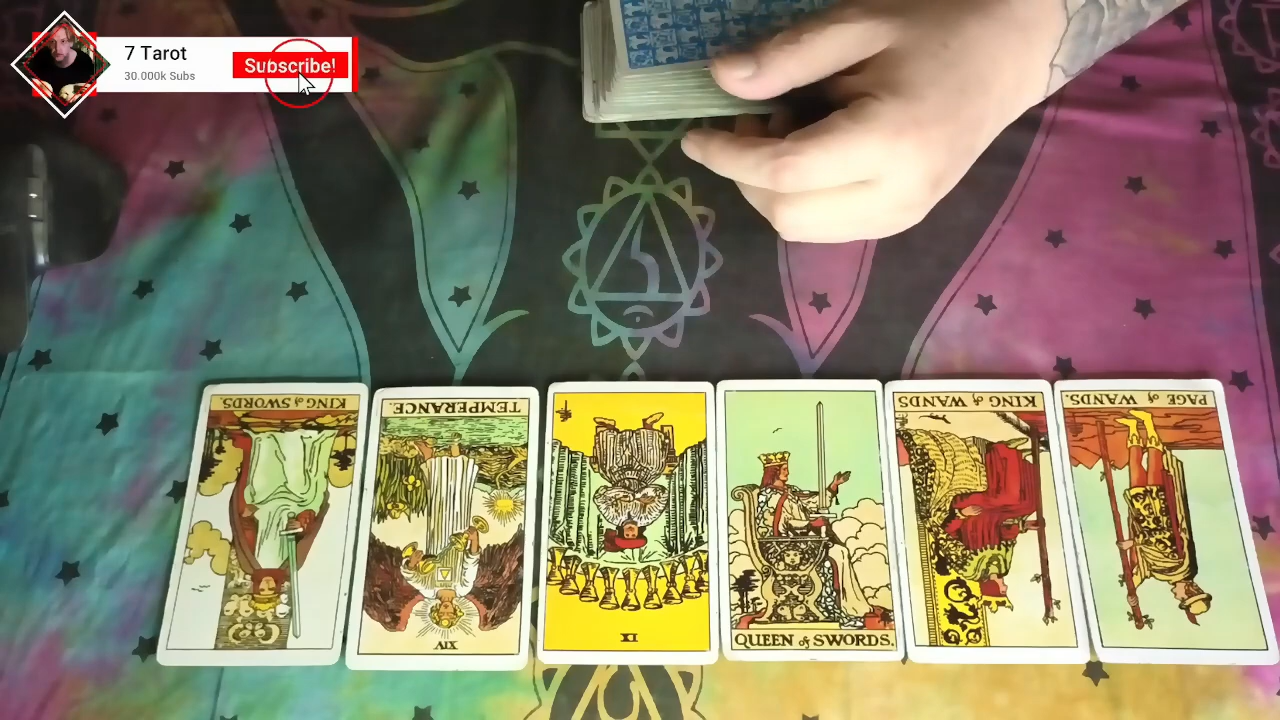 7 Tarot
30.000k Subs
Subscribe!
KING of SWORDS.
TEMPERANCE.
XIV
IX
QUEEN of SWORDS.
KING of WANDS
PAGE of WANDS.